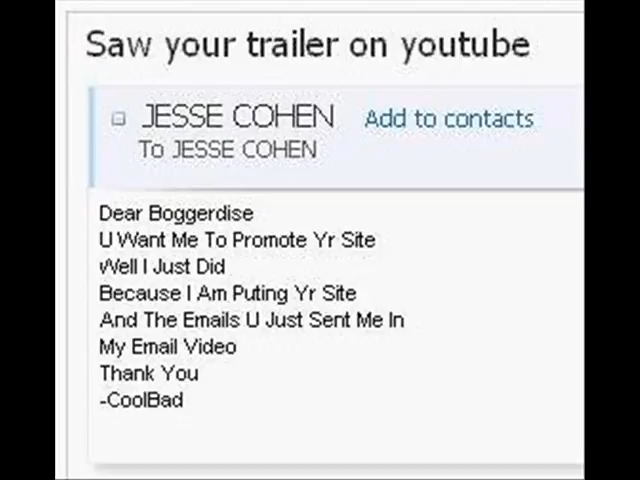 Saw your trailer on youtube
JESSE COHEN Add to contacts
To JESSE COHEN
Dear Boggerdise
U Want Me To Promote Yr Site
Well I Just Did
Because I Am Puting Yr Site
And The Emails U Just Sent Me In
My Email Video
Thank You
-CoolBad